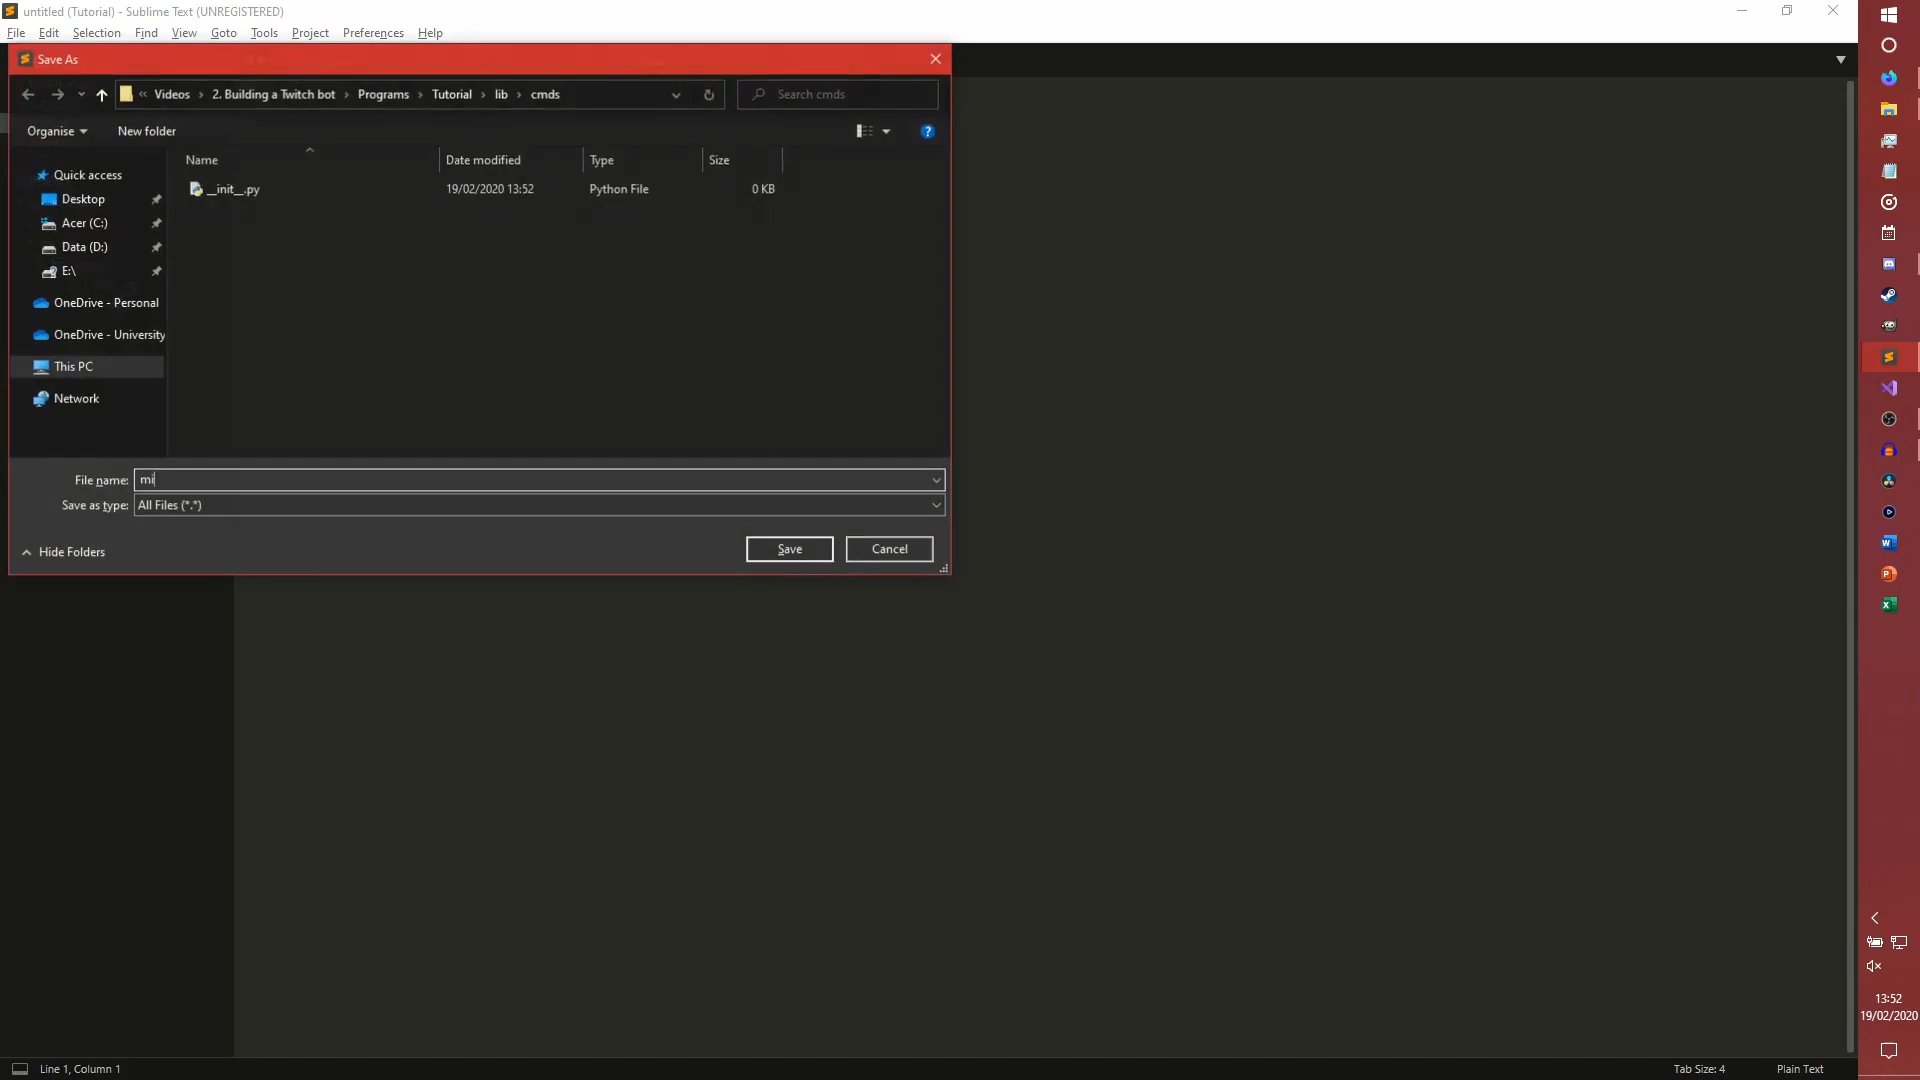 untitled (Tutorial) - Sublime Text (UNREGISTERED)
File Edit Selection Find View Goto Tools Project Preferences Help
Save As
« Videos › 2. Building a Twitch bot › Programs › Tutorial › lib › cmds
Search cmds
Organise New folder
Name Date modified Type Size
__init__.py 19/02/2020 13:52 Python File 0 KB
Quick access
Desktop
Acer (C:)
Data (D:)
E:\
OneDrive - Personal
OneDrive - University
This PC
Network
File name: mi
Save as type: All Files (*.*)
Hide Folders
Save Cancel
13:52
19/02/2020
Line 1, Column 1
Tab Size: 4 Plain Text